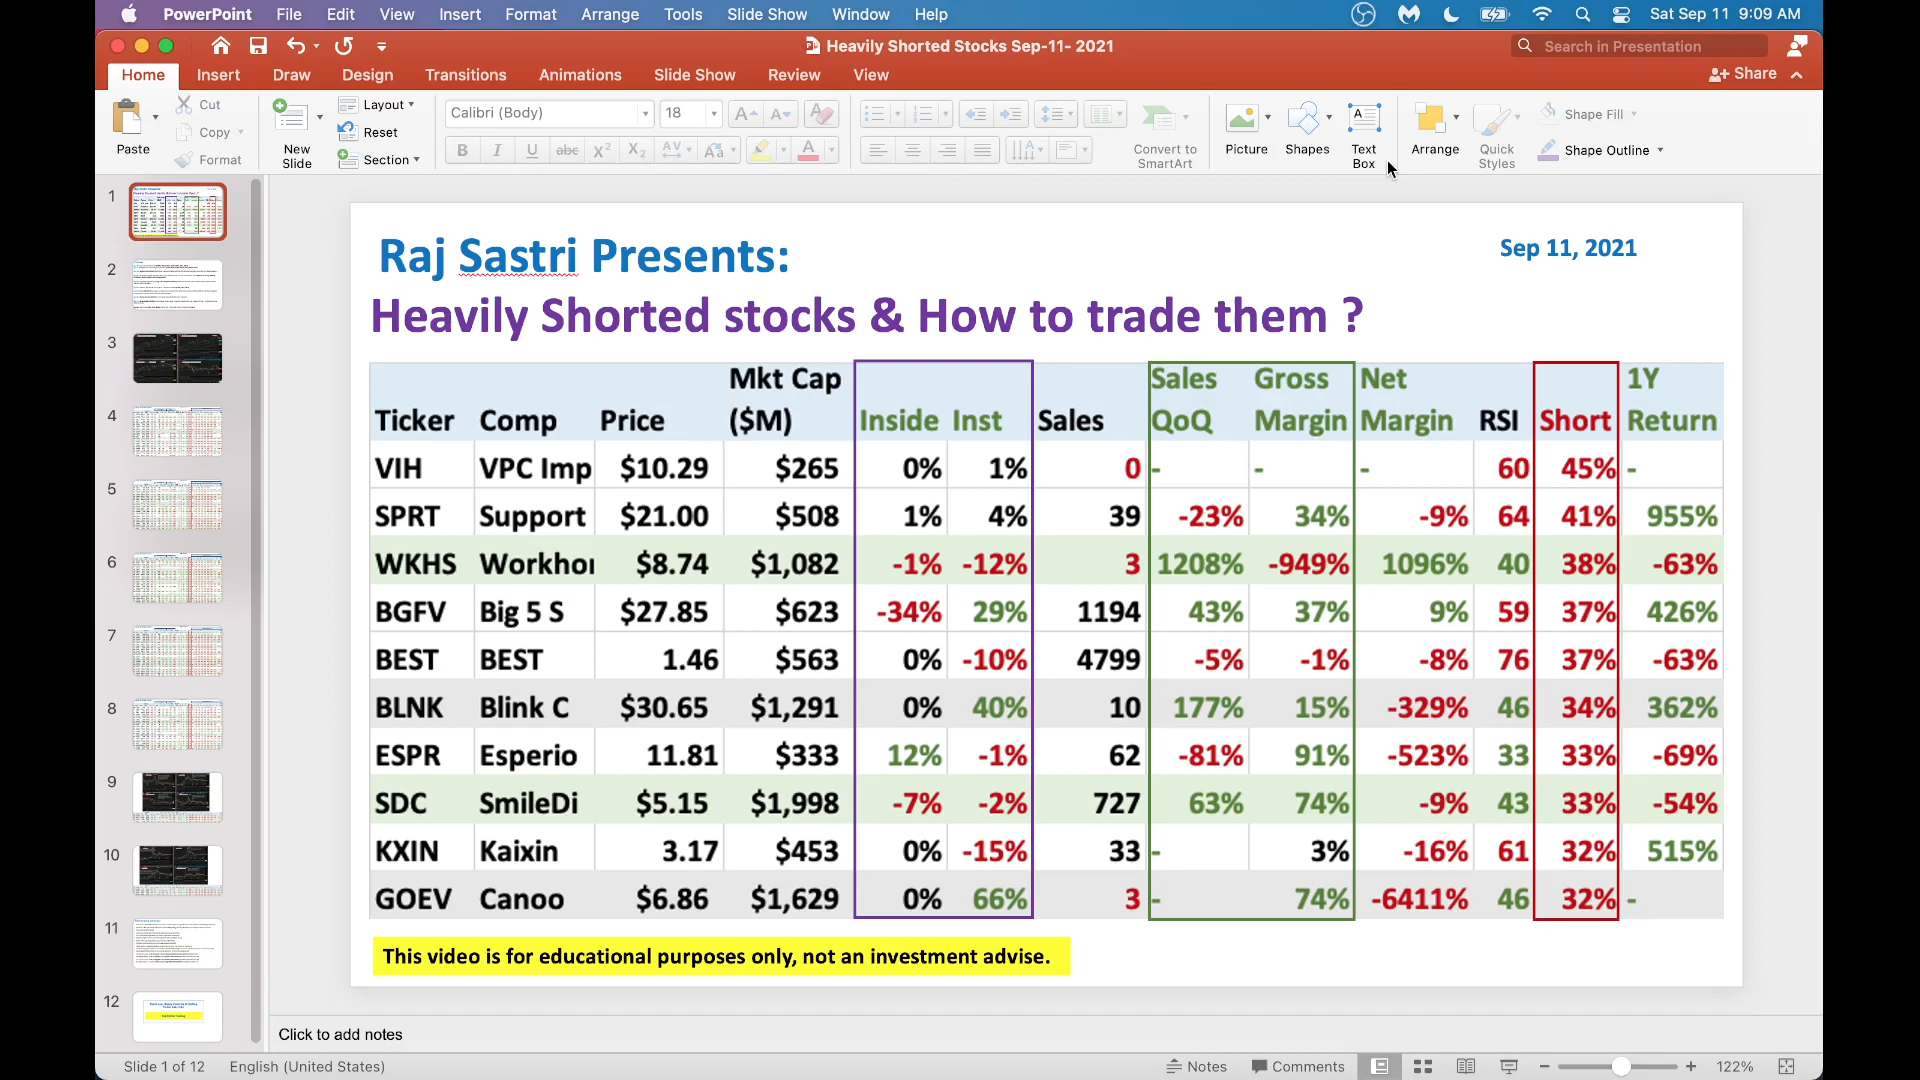 PowerPoint File Edit View Insert Format Arrange Tools Slide Show Window Help Sat Sep 11 9:09 AM
Heavily Shorted Stocks Sep-11- 2021 Search in Presentation
Home Insert Draw Design Transitions Animations Slide Show Review View Share
Paste Cut Copy Format New Slide Layout Reset Section Calibri (Body) 18 Convert to SmartArt Picture Shapes Text Box Arrange Quick Styles Shape Fill Shape Outline
1
2
3
4
5
6
7
8
9
10
11
12
Raj Sastri Presents: Sep 11, 2021
Heavily Shorted stocks & How to trade them ?
Ticker Comp Price Mkt Cap ($M) Inside Inst Sales Sales QoQ Gross Margin Net Margin RSI Short 1Y Return
VIH VPC Imp $10.29 $265 0% 1% 0 - - - 60 45% -
SPRT Support $21.00 $508 1% 4% 39 -23% 34% -9% 64 41% 955%
WKHS Workhor $8.74 $1,082 -1% -12% 3 1208% -949% 1096% 40 38% -63%
BGFV Big 5 S $27.85 $623 -34% 29% 1194 43% 37% 9% 59 37% 426%
BEST BEST 1.46 $563 0% -10% 4799 -5% -1% -8% 76 37% -63%
BLNK Blink C $30.65 $1,291 0% 40% 10 177% 15% -329% 46 34% 362%
ESPR Esperio 11.81 $333 12% -1% 62 -81% 91% -523% 33 33% -69%
SDC SmileDi $5.15 $1,998 -7% -2% 727 63% 74% -9% 43 33% -54%
KXIN Kaixin 3.17 $453 0% -15% 33 - 3% -16% 61 32% 515%
GOEV Canoo $6.86 $1,629 0% 66% 3 - 74% -6411% 46 32% -
This video is for educational purposes only, not an investment advise.
Click to add notes
Slide 1 of 12 English (United States) Notes Comments 122%